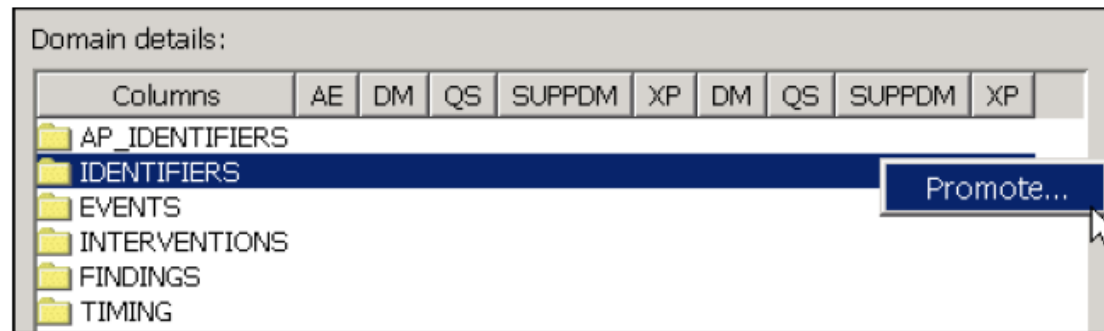 Domain details:
Columns AE DM QS SUPPDM XP DM QS SUPPDM XP
AP_IDENTIFIERS
IDENTIFIERS
Promote...
EVENTS
INTERVENTIONS
FINDINGS
TIMING